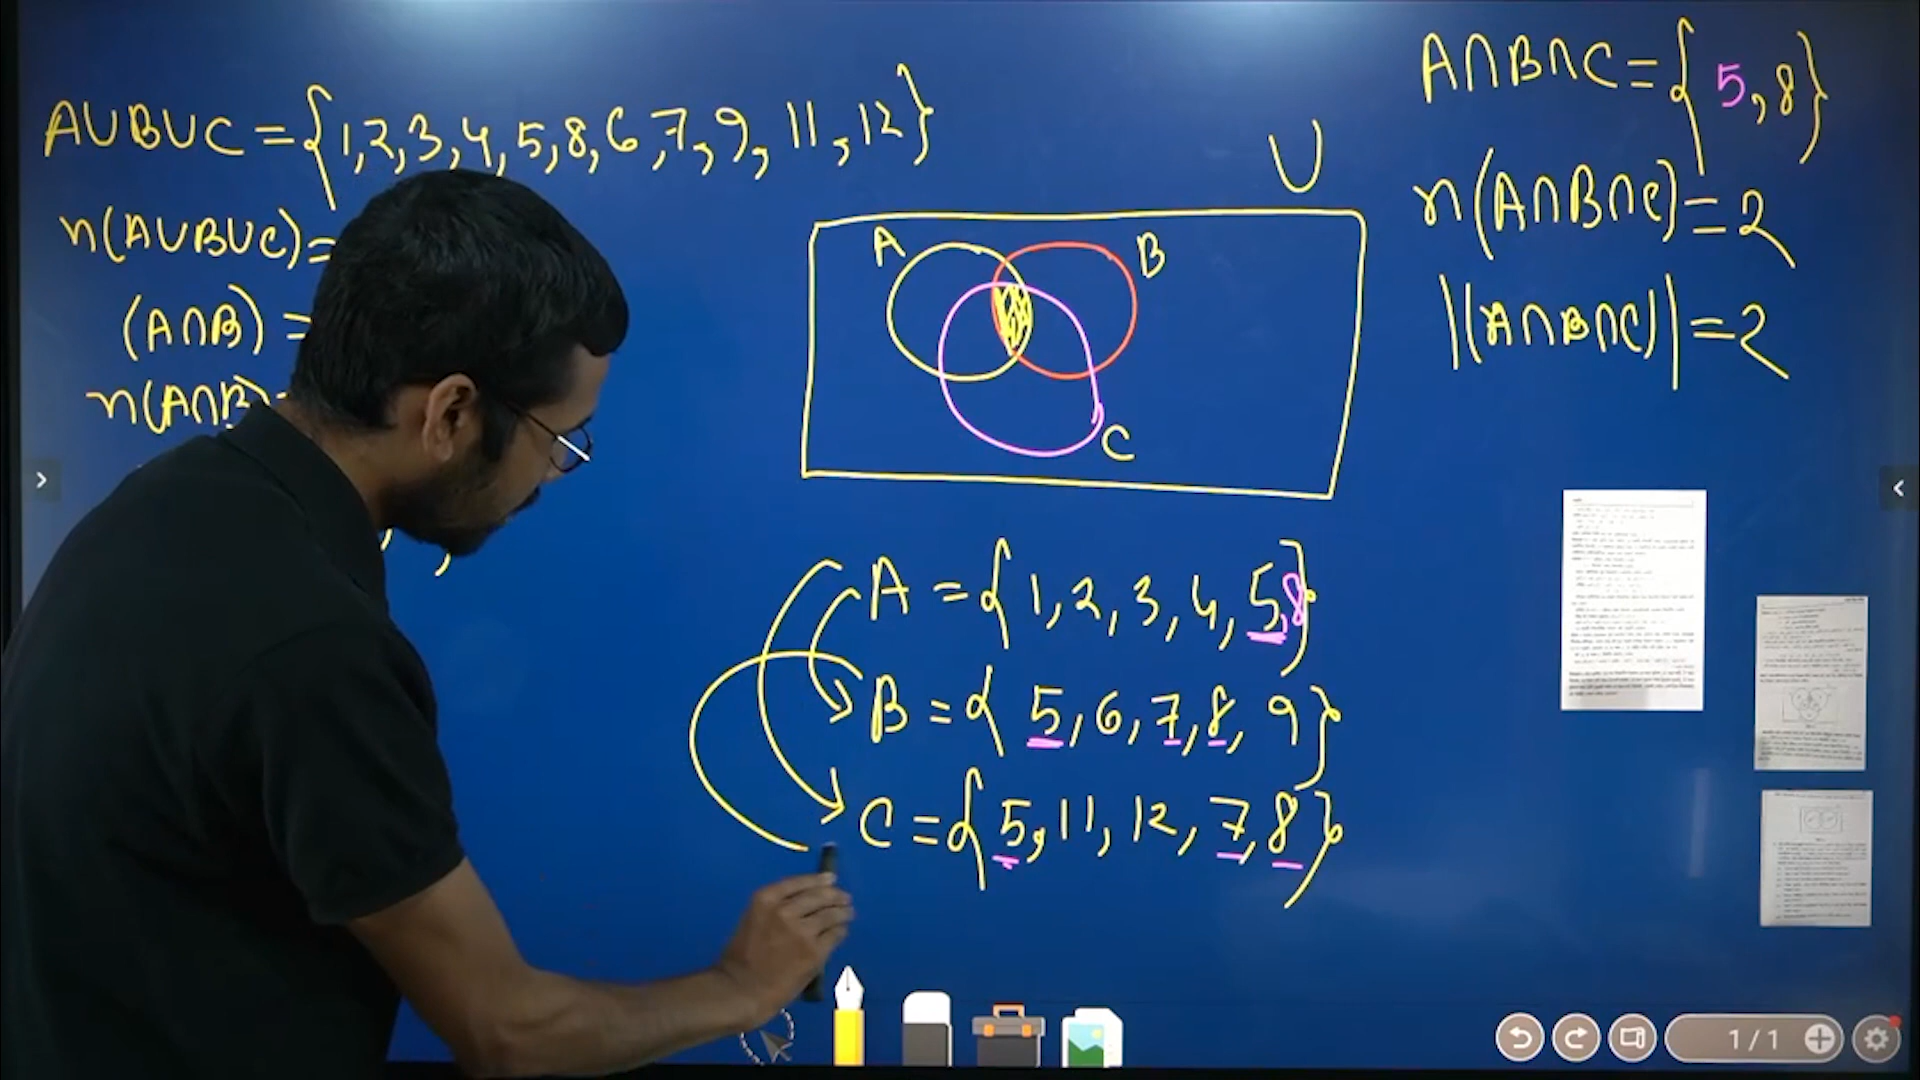 A∪B∪C = {1,2,3,4,5,8,6,7,9,11,12}
n(A∪B∪C)=
(A∩B) =
n(A∩B)=
U
A
B
C
A∩B∩C={5,8}
n(A∩B∩C)=2
|(A∩B∩C)|=2
A = {1,2,3,4,5,8}
B = {5,6,7,8,9}
C = {5,11,12,7,8}
1/1